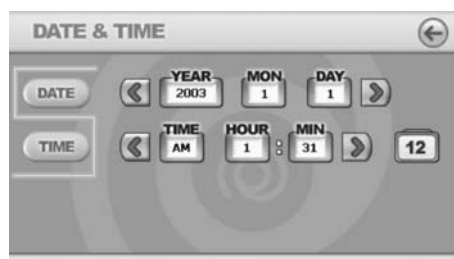 DATE & TIME
YEAR MON DAY
DATE 2003 1 1
TIME HOUR MIN
TIME AM 1 : 31 12